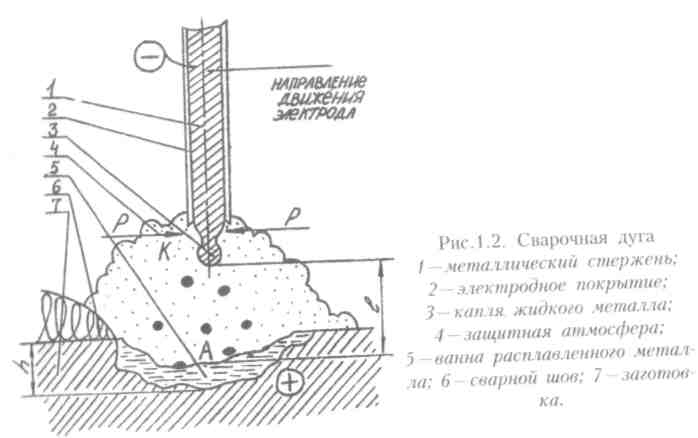 −
НАПРАВЛЕНИЕ
ДВИЖЕНИЯ
ЭЛЕКТРОДА
1
2
3
4
5
6
7
P
P
K
A
ℓ
h
+
Рис.1.2. Сварочная дуга
1—металлический стержень;
2—электродное покрытие;
3—капля жидкого металла;
4—защитная атмосфера;
5—ванна расплавленного метал-
ла; 6—сварной шов; 7—заготов-
ка.